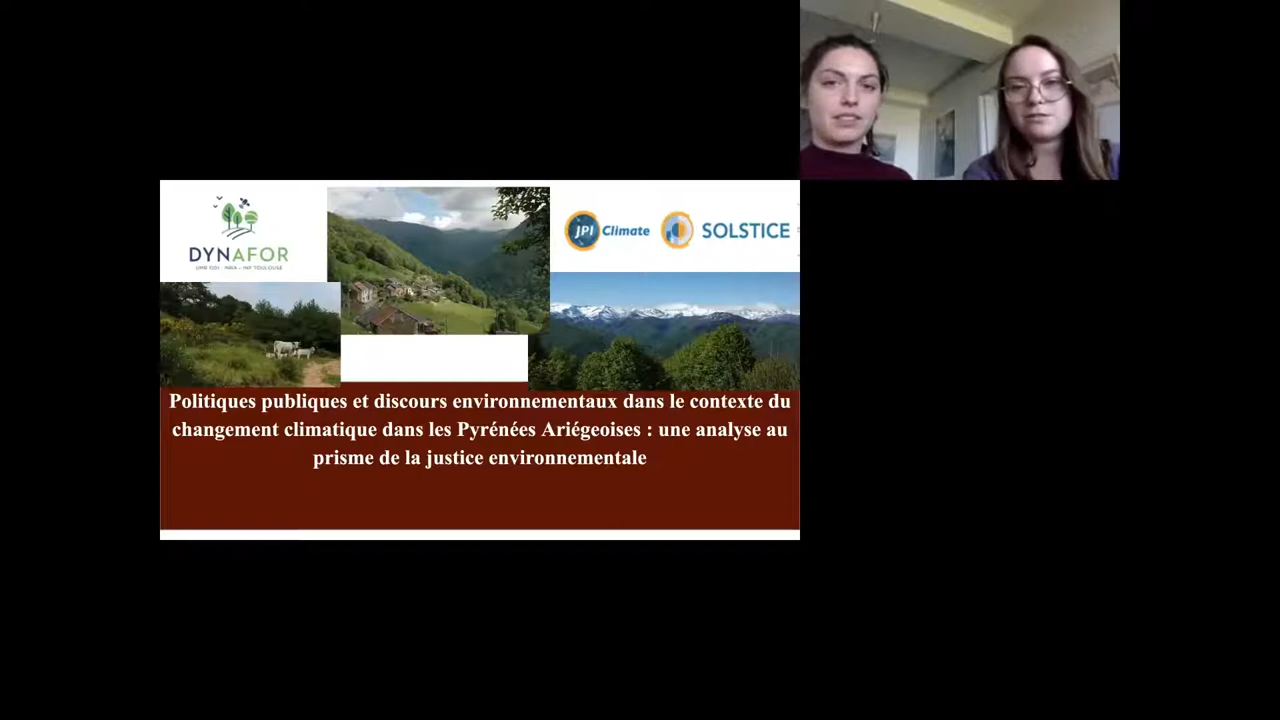 DYNAFOR
JPI Climate
SOLSTICE
Politiques publiques et discours environnementaux dans le contexte du
changement climatique dans les Pyrénées Ariégeoises : une analyse au
prisme de la justice environnementale